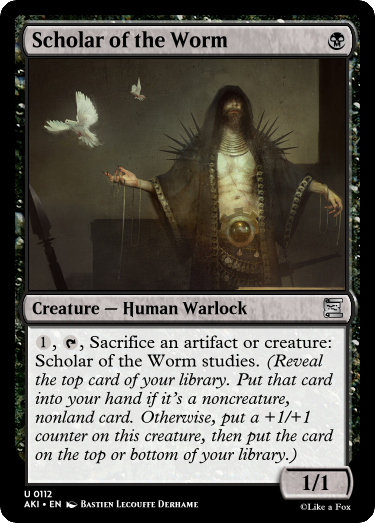 Scholar of the Worm
Creature — Human Warlock
1, T, Sacrifice an artifact or creature:
Scholar of the Worm studies. (Reveal
the top card of your library. Put that card
into your hand if it's a noncreature,
nonland card. Otherwise, put a +1/+1
counter on this creature, then put the card
on the top or bottom of your library.)
1/1
U 0112
AKI • EN Bastien Lecouffe Derhame
©Like a Fox